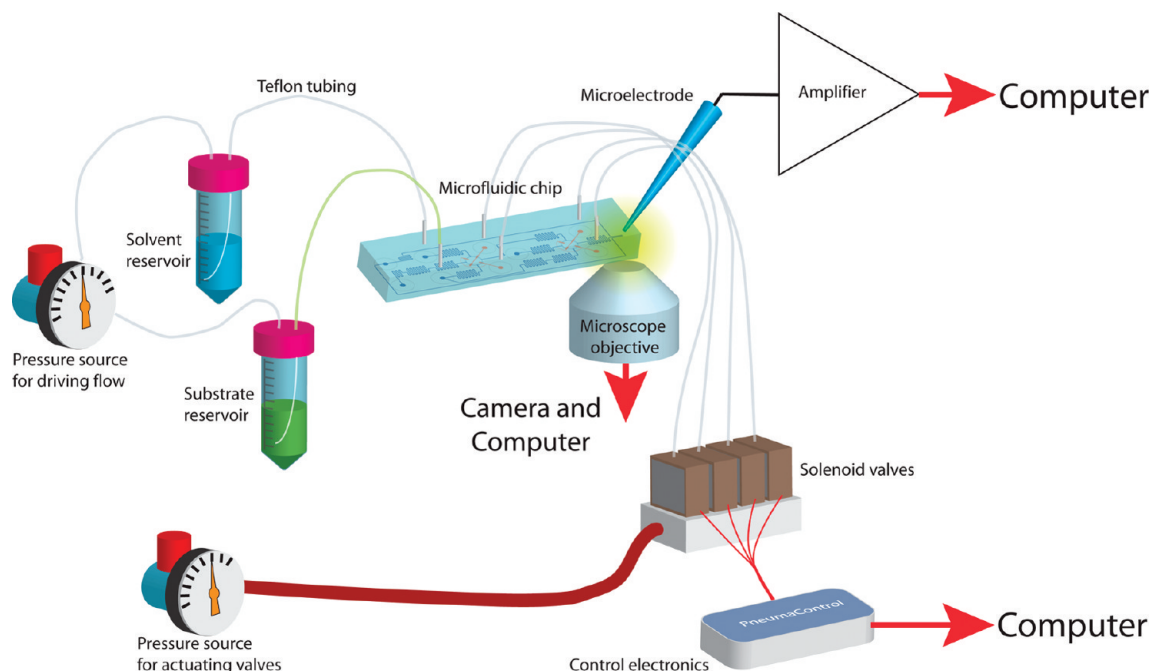 Teflon tubing
Microelectrode
Amplifier
Computer
Microfluidic chip
Solvent
reservoir
Pressure source
for driving flow
Substrate
reservoir
Microscope
objective
Camera and
Computer
Solenoid valves
PneumaControl
Computer
Pressure source
for actuating valves
Control electronics